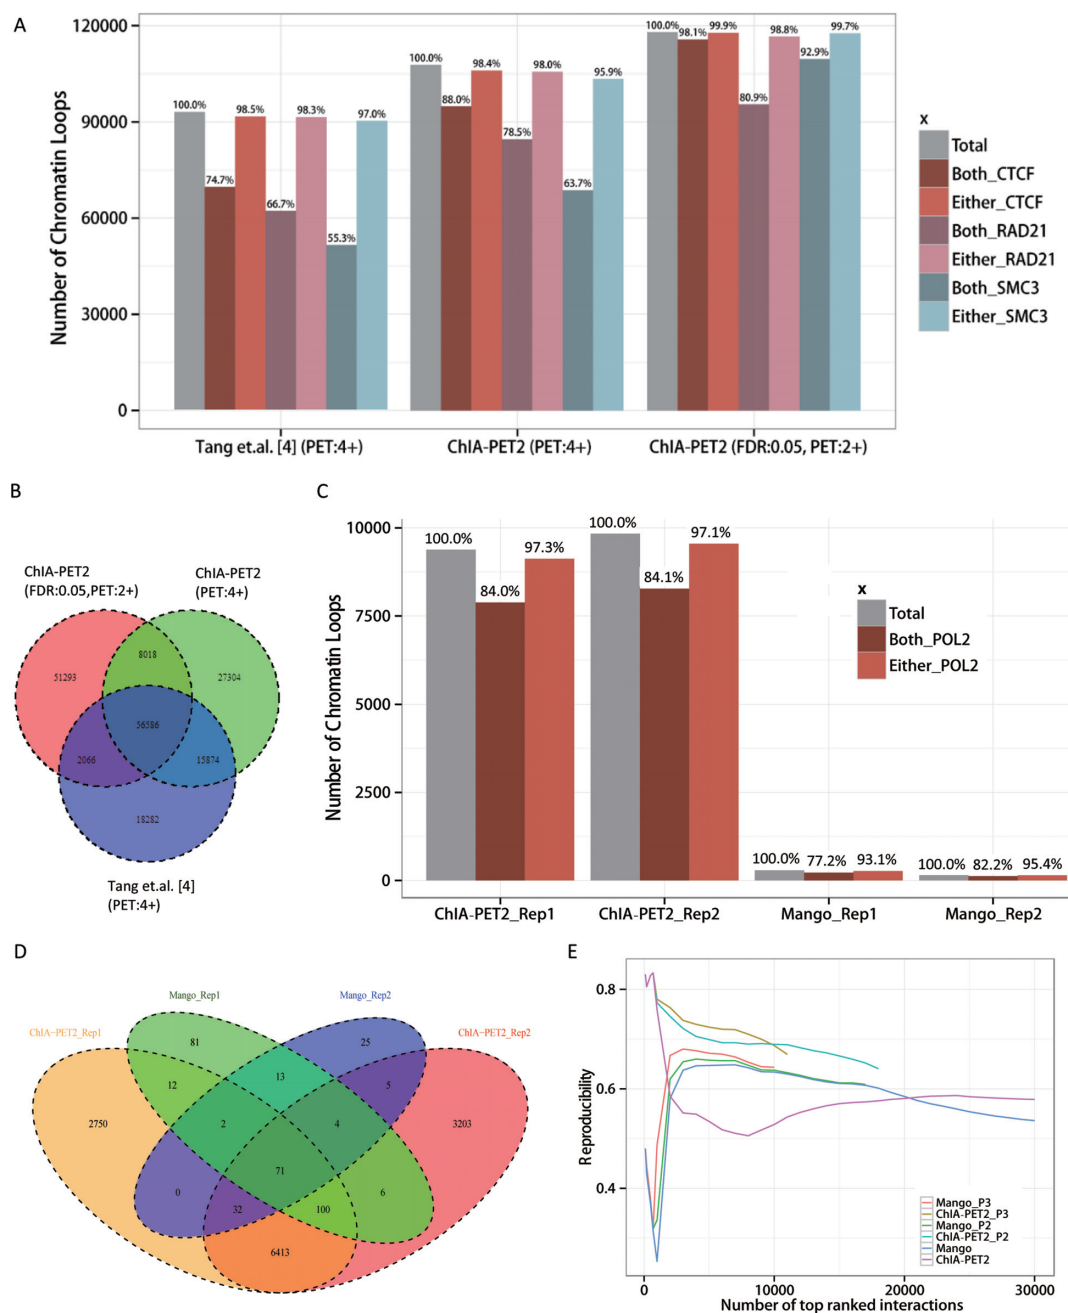 A
Number of Chromatin Loops
120000
90000
60000
30000
0
100.0%
74.7%
98.5%
66.7%
98.3%
55.3%
97.0%
100.0%
88.0%
98.4%
78.5%
98.0%
63.7%
95.9%
100.0%
98.1%
99.9%
80.9%
98.8%
92.9%
99.7%
Tang et.al. [4] (PET:4+)
ChIA-PET2 (PET:4+)
ChIA-PET2 (FDR:0.05, PET:2+)
x
Total
Both_CTCF
Either_CTCF
Both_RAD21
Either_RAD21
Both_SMC3
Either_SMC3
B
ChIA-PET2
(FDR:0.05,PET:2+)
ChIA-PET2
(PET:4+)
8018
51293
27304
56586
2066
15874
18282
Tang et.al. [4]
(PET:4+)
C
Number of Chromatin Loops
10000
7500
5000
2500
0
100.0%
84.0%
97.3%
100.0%
84.1%
97.1%
100.0%
77.2%
93.1%
100.0%
82.2%
95.4%
ChIA-PET2_Rep1
ChIA-PET2_Rep2
Mango_Rep1
Mango_Rep2
x
Total
Both_POL2
Either_POL2
D
Mango_Rep1
Mango_Rep2
ChIA-PET2_Rep1
ChIA-PET2_Rep2
81
25
12
13
5
2750
2
4
3203
71
0
6
32
100
6413
E
Reproducibility
0.8
0.6
0.4
Mango_P3
ChIA-PET2_P3
Mango_P2
ChIA-PET2_P2
Mango
ChIA-PET2
0
10000
20000
30000
Number of top ranked interactions